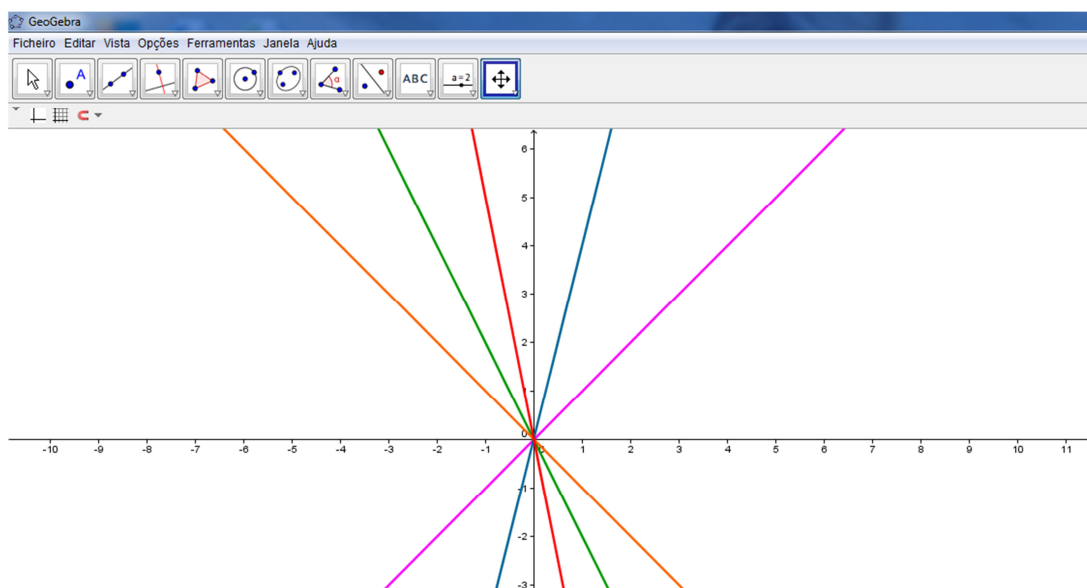 GeoGebra
Ficheiro Editar Vista Opções Ferramentas Janela Ajuda
A
α
ABC
a=2
6
5
4
3
2
1
0
-10 -9 -8 -7 -6 -5 -4 -3 -2 -1 0 1 2 3 4 5 6 7 8 9 10 11
-1
-2
-3